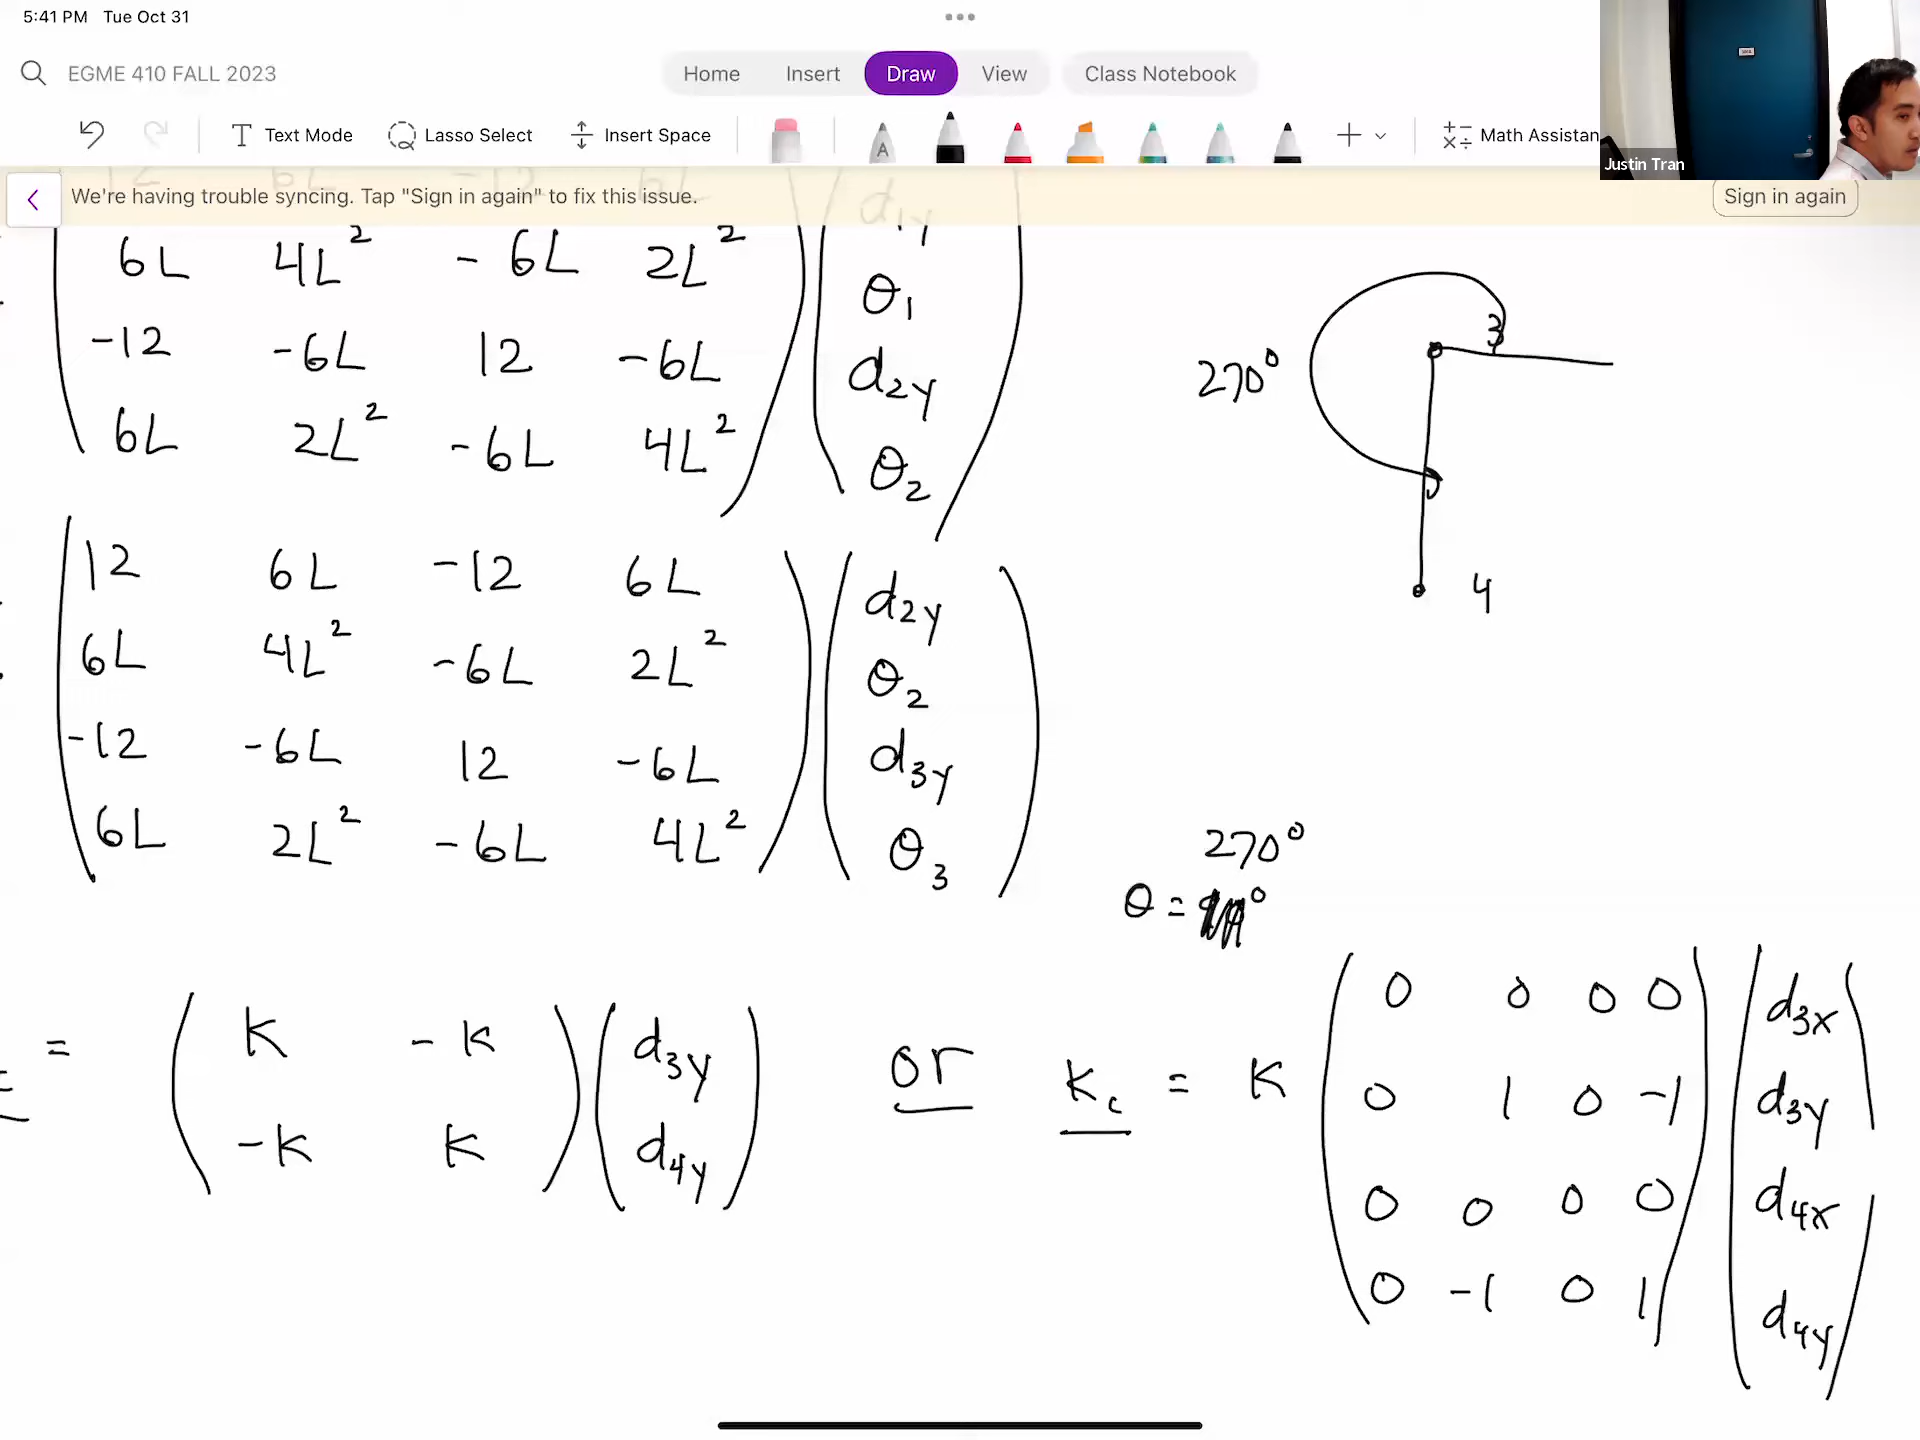 5:41 PM Tue Oct 31
EGME 410 FALL 2023
Home Insert Draw View Class Notebook
T Text Mode Lasso Select Insert Space A Math Assistan
Justin Tran
We're having trouble syncing. Tap "Sign in again" to fix this issue.
Sign in again
12 6L -12 6L d1y
6L 4L² -6L 2L² θ1
-12 -6L 12 -6L d2y
6L 2L² -6L 4L² θ2
270° 3
4
12 6L -12 6L d2y
6L 4L² -6L 2L² θ2
-12 -6L 12 -6L d3y
6L 2L² -6L 4L² θ3
270°
θ = °
= K -K d3y
-K K d4y
or
Kc = K
0 0 0 0 d3x
0 1 0 -1 d3y
0 0 0 0 d4x
0 -1 0 1 d4y